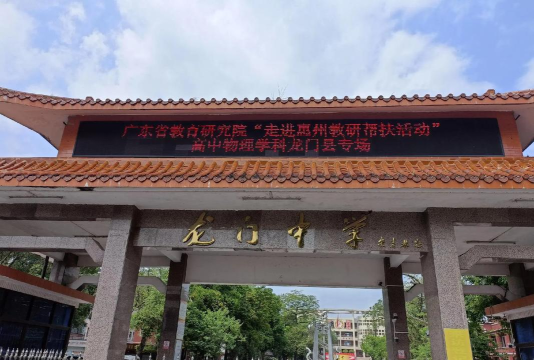 广东省教育研究院“走进惠州教研帮扶活动”
高中物理学科龙门县专场
龙门中学